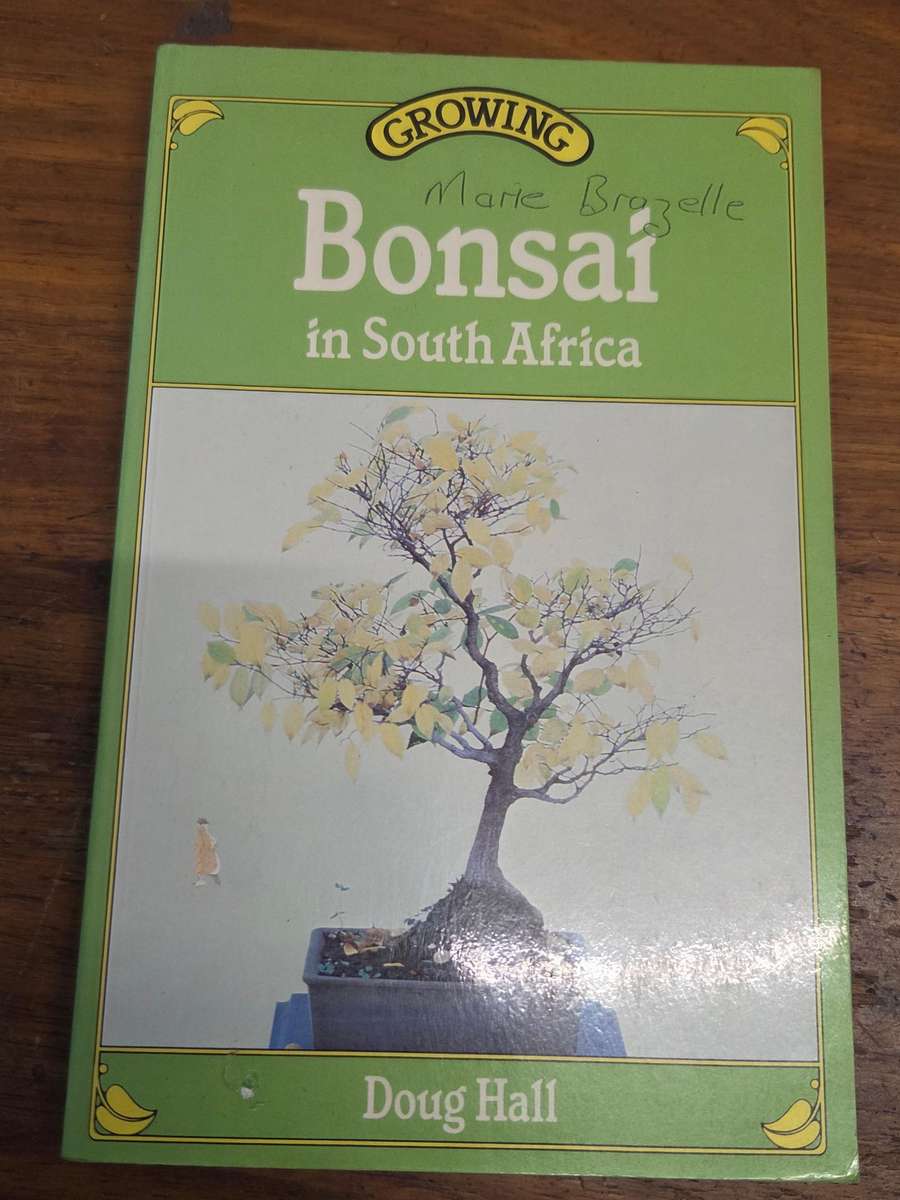 GROWING
Marie Brazelle
Bonsai
in South Africa
Doug Hall